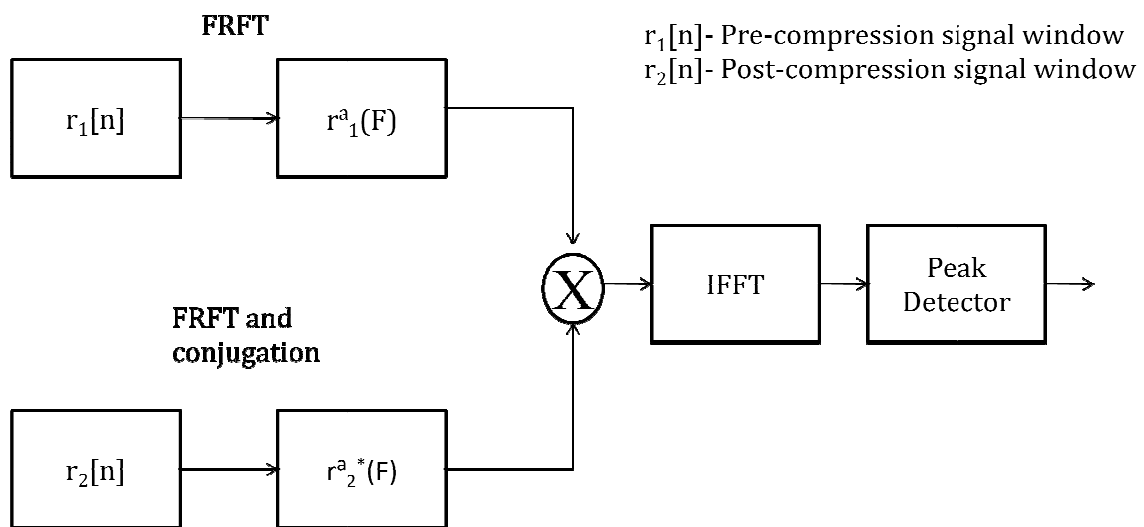 FRFT
r₁[n]- Pre-compression signal window
r₂[n]- Post-compression signal window
r₁[n]
rᵃ₁(F)
X
IFFT
Peak
Detector
FRFT and
conjugation
r₂[n]
rᵃ₂*(F)